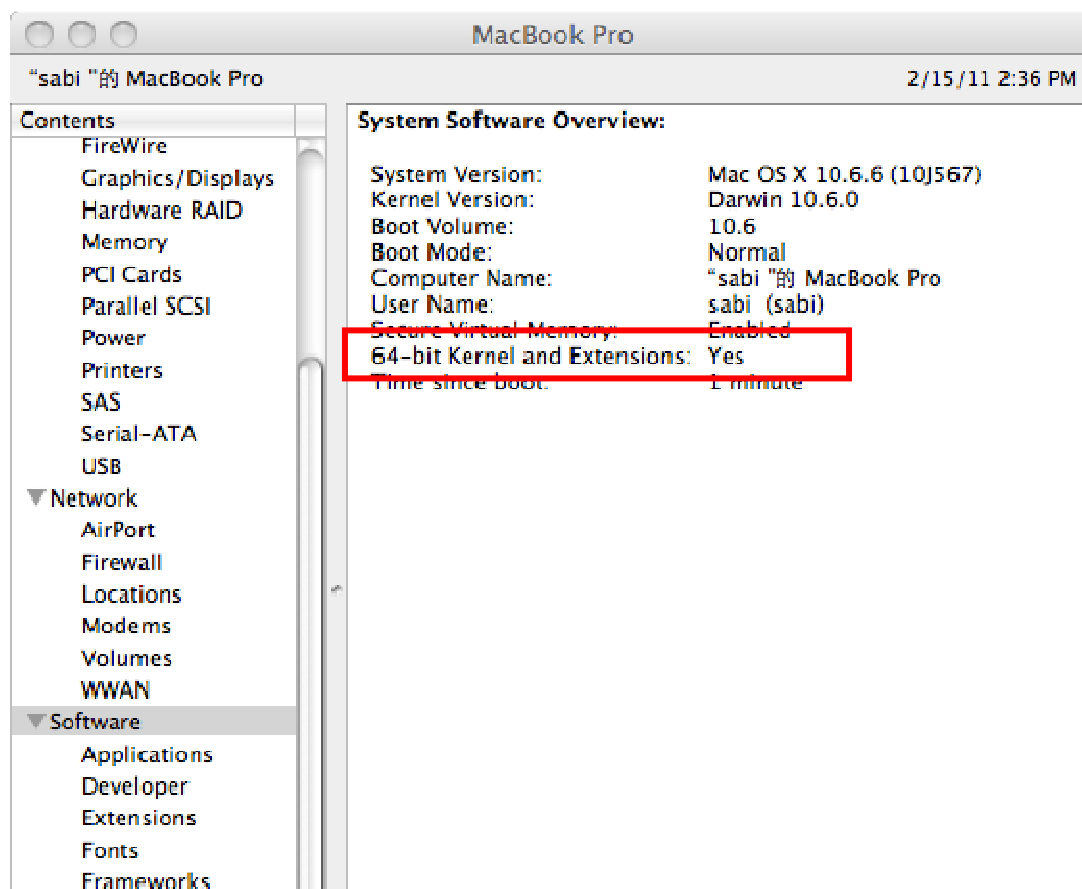 MacBook Pro
“sabi ”的 MacBook Pro 2/15/11 2:36 PM
Contents
FireWire
Graphics/Displays
Hardware RAID
Memory
PCI Cards
Parallel SCSI
Power
Printers
SAS
Serial-ATA
USB
Network
AirPort
Firewall
Locations
Modems
Volumes
WWAN
Software
Applications
Developer
Extensions
Fonts
Frameworks
System Software Overview:
System Version: Mac OS X 10.6.6 (10J567)
Kernel Version: Darwin 10.6.0
Boot Volume: 10.6
Boot Mode: Normal
Computer Name: “sabi ”的 MacBook Pro
User Name: sabi (sabi)
Secure Virtual Memory: Enabled
64-bit Kernel and Extensions: Yes
Time since boot: 1 minute